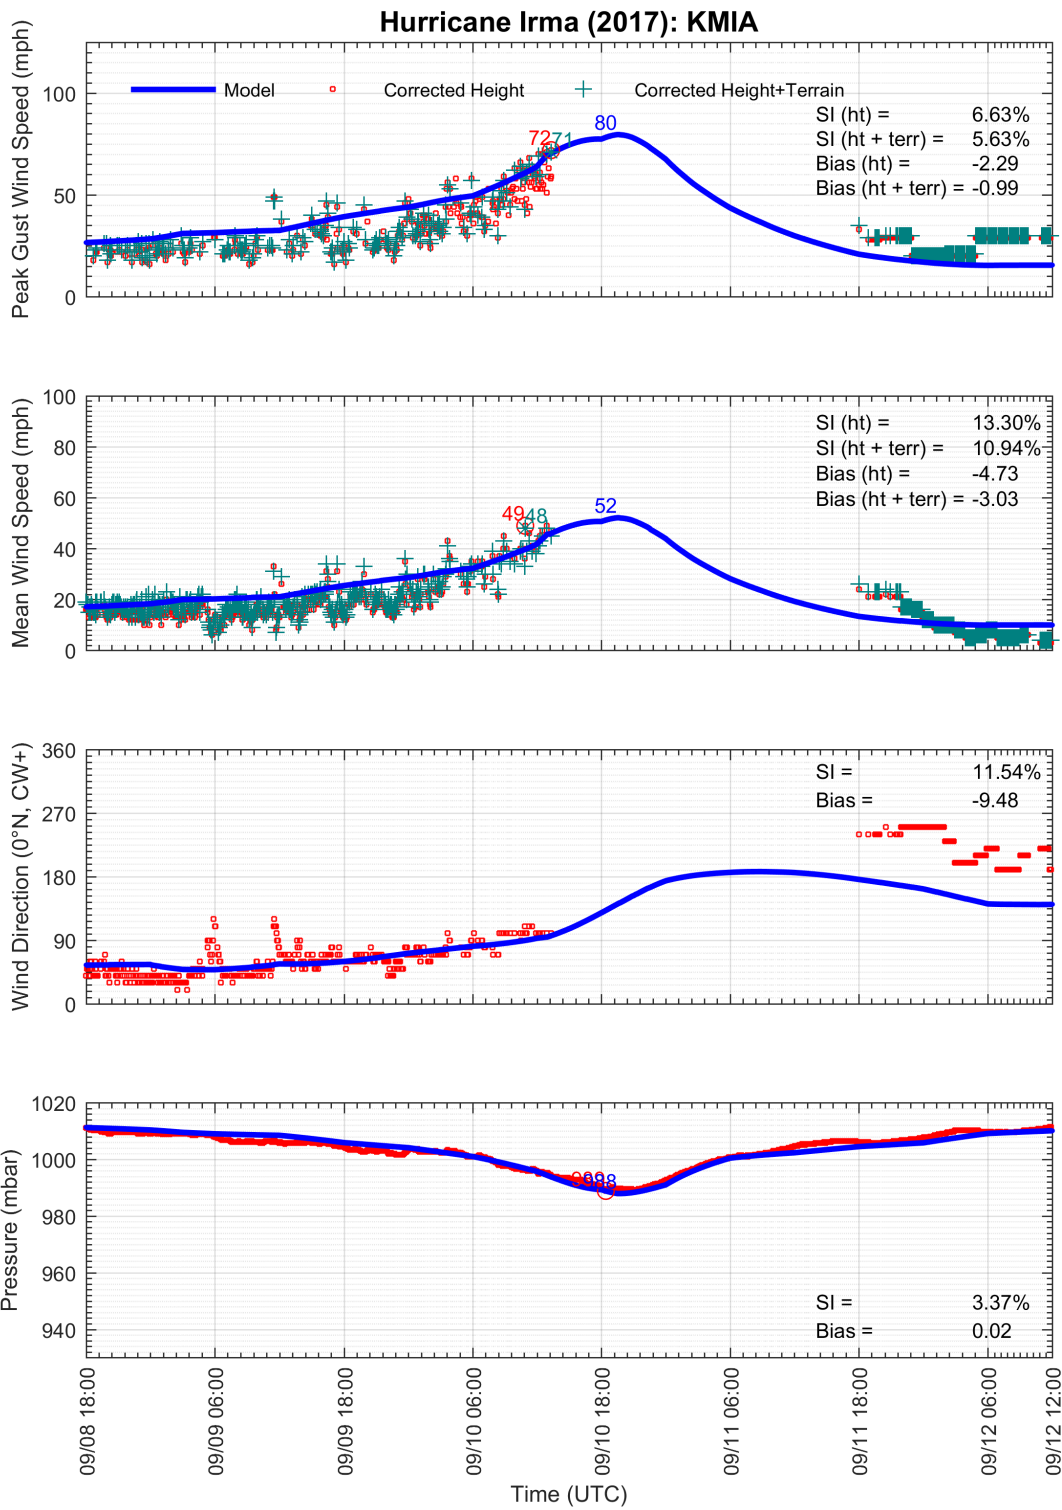 Hurricane Irma (2017): KMIA
Peak Gust Wind Speed (mph)
100
50
0
Model
Corrected Height
Corrected Height+Terrain
SI (ht) = 6.63%
SI (ht + terr) = 5.63%
Bias (ht) = -2.29
Bias (ht + terr) = -0.99
72
71
80
Mean Wind Speed (mph)
100
80
60
40
20
0
SI (ht) = 13.30%
SI (ht + terr) = 10.94%
Bias (ht) = -4.73
Bias (ht + terr) = -3.03
49
48
52
Wind Direction (0°N, CW+)
360
270
180
90
0
SI = 11.54%
Bias = -9.48
Pressure (mbar)
1020
1000
980
960
940
988
SI = 3.37%
Bias = 0.02
09/08 18:00
09/09 06:00
09/09 18:00
09/10 06:00
09/10 18:00
09/11 06:00
09/11 18:00
09/12 06:00
09/12 12:00
Time (UTC)